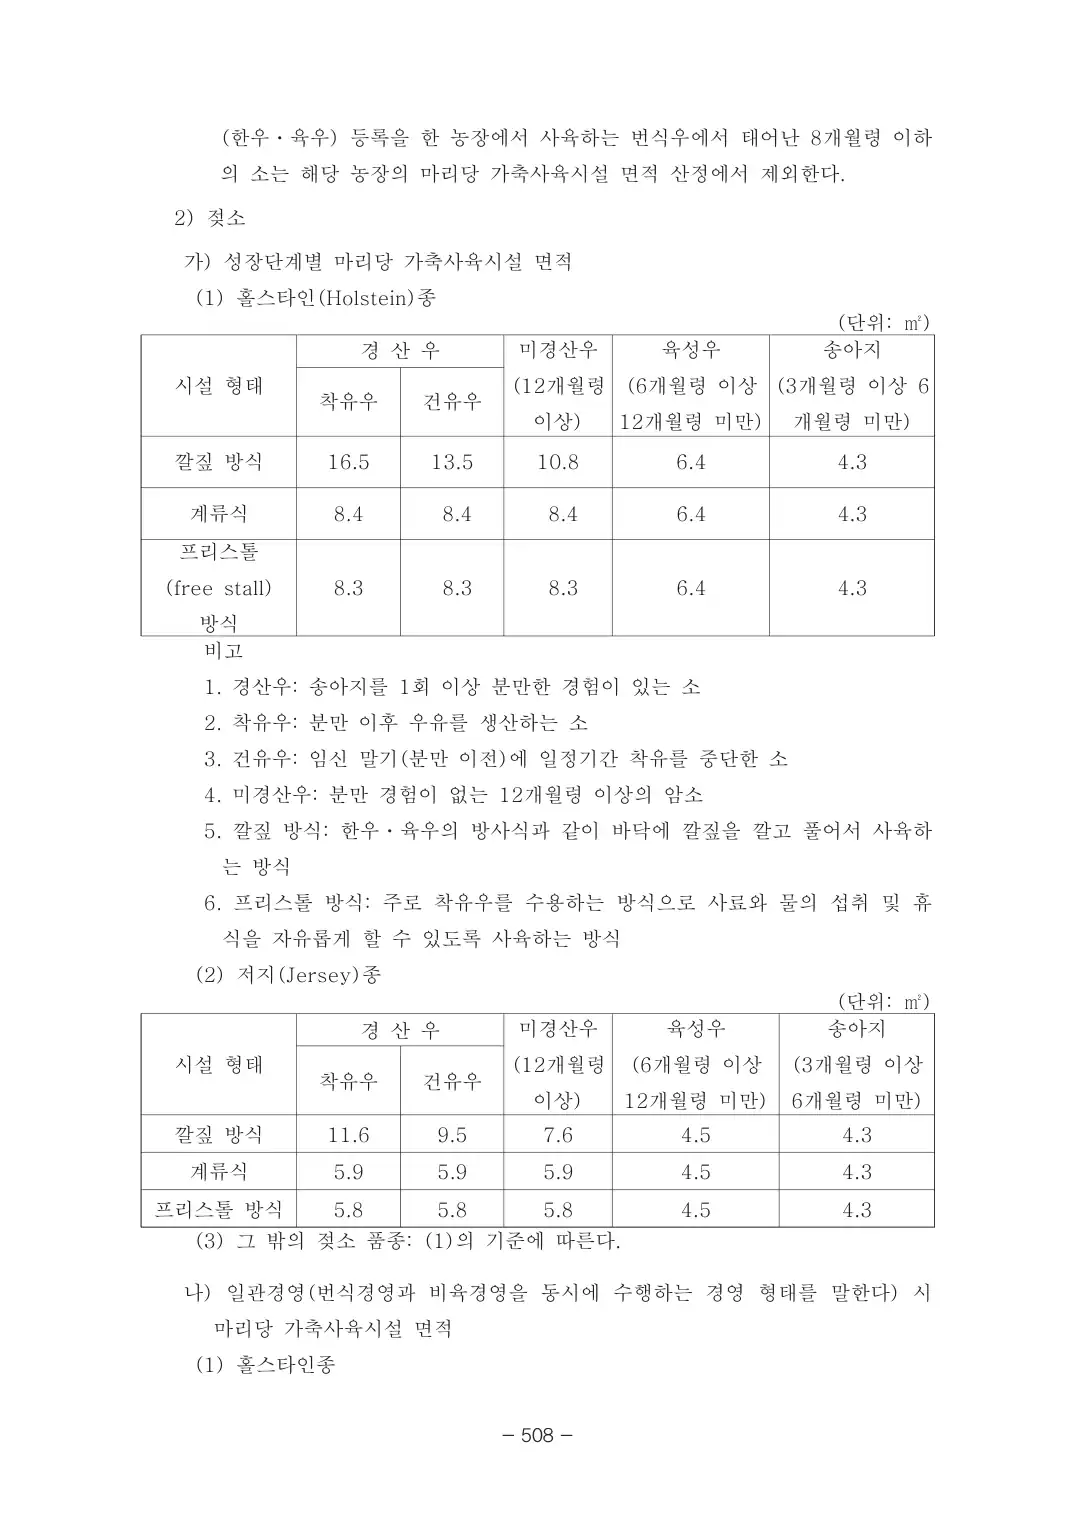 (한우·육우) 등록을 한 농장에서 사육하는 번식우에서 태어난 8개월령 이하
의 소는 해당 농장의 마리당 가축사육시설 면적 산정에서 제외한다.
2) 젖소
가) 성장단계별 마리당 가축사육시설 면적
(1) 홀스타인(Holstein)종
(단위: ㎡)
시설 형태 경 산 우 미경산우 육성우 송아지
착유우 건유우 (12개월령 (6개월령 이상 (3개월령 이상 6
이상) 12개월령 미만) 개월령 미만)
깔짚 방식 16.5 13.5 10.8 6.4 4.3
계류식 8.4 8.4 8.4 6.4 4.3
프리스톨
(free stall) 8.3 8.3 8.3 6.4 4.3
방식
비고
1. 경산우: 송아지를 1회 이상 분만한 경험이 있는 소
2. 착유우: 분만 이후 우유를 생산하는 소
3. 건유우: 임신 말기(분만 이전)에 일정기간 착유를 중단한 소
4. 미경산우: 분만 경험이 없는 12개월령 이상의 암소
5. 깔짚 방식: 한우·육우의 방사식과 같이 바닥에 깔짚을 깔고 풀어서 사육하
는 방식
6. 프리스톨 방식: 주로 착유우를 수용하는 방식으로 사료와 물의 섭취 및 휴
식을 자유롭게 할 수 있도록 사육하는 방식
(2) 저지(Jersey)종
(단위: ㎡)
시설 형태 경 산 우 미경산우 육성우 송아지
착유우 건유우 (12개월령 (6개월령 이상 (3개월령 이상
이상) 12개월령 미만) 6개월령 미만)
깔짚 방식 11.6 9.5 7.6 4.5 4.3
계류식 5.9 5.9 5.9 4.5 4.3
프리스톨 방식 5.8 5.8 5.8 4.5 4.3
(3) 그 밖의 젖소 품종: (1)의 기준에 따른다.
나) 일관경영(번식경영과 비육경영을 동시에 수행하는 경영 형태를 말한다) 시
마리당 가축사육시설 면적
(1) 홀스타인종
- 508 -